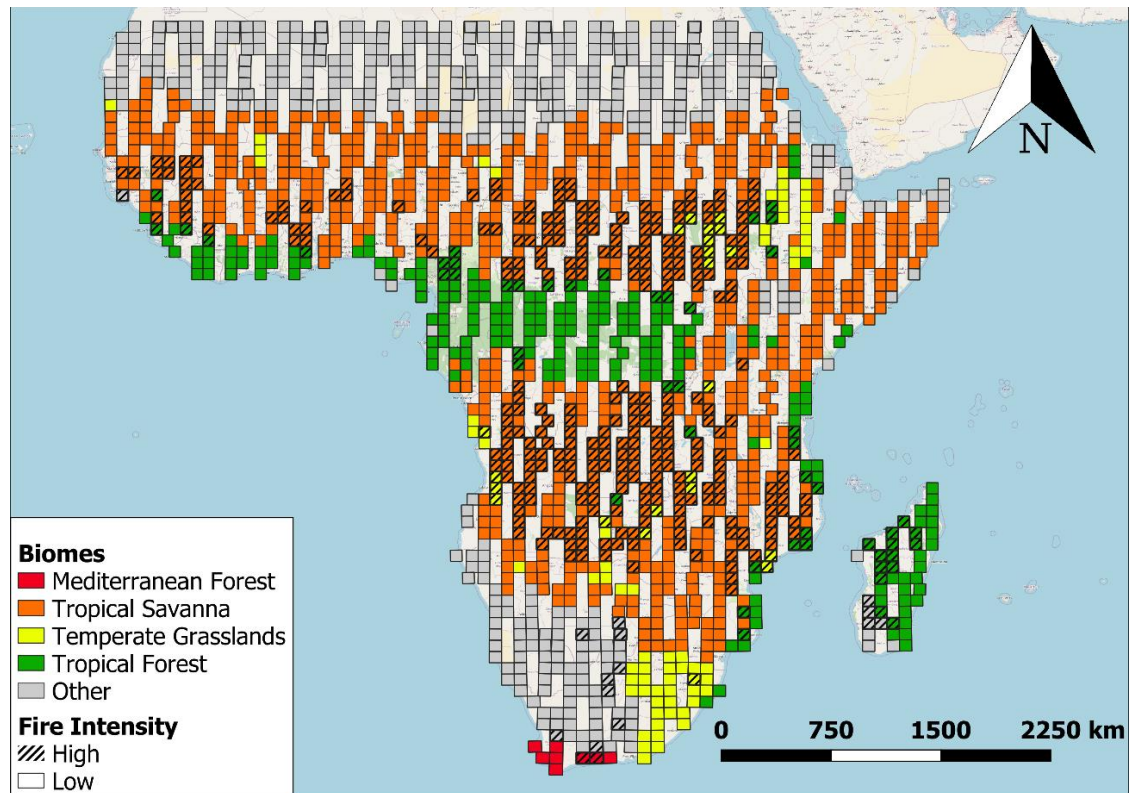 N
0 750 1500 2250 km
Biomes
Mediterranean Forest
Tropical Savanna
Temperate Grasslands
Tropical Forest
Other
Fire Intensity
High
Low